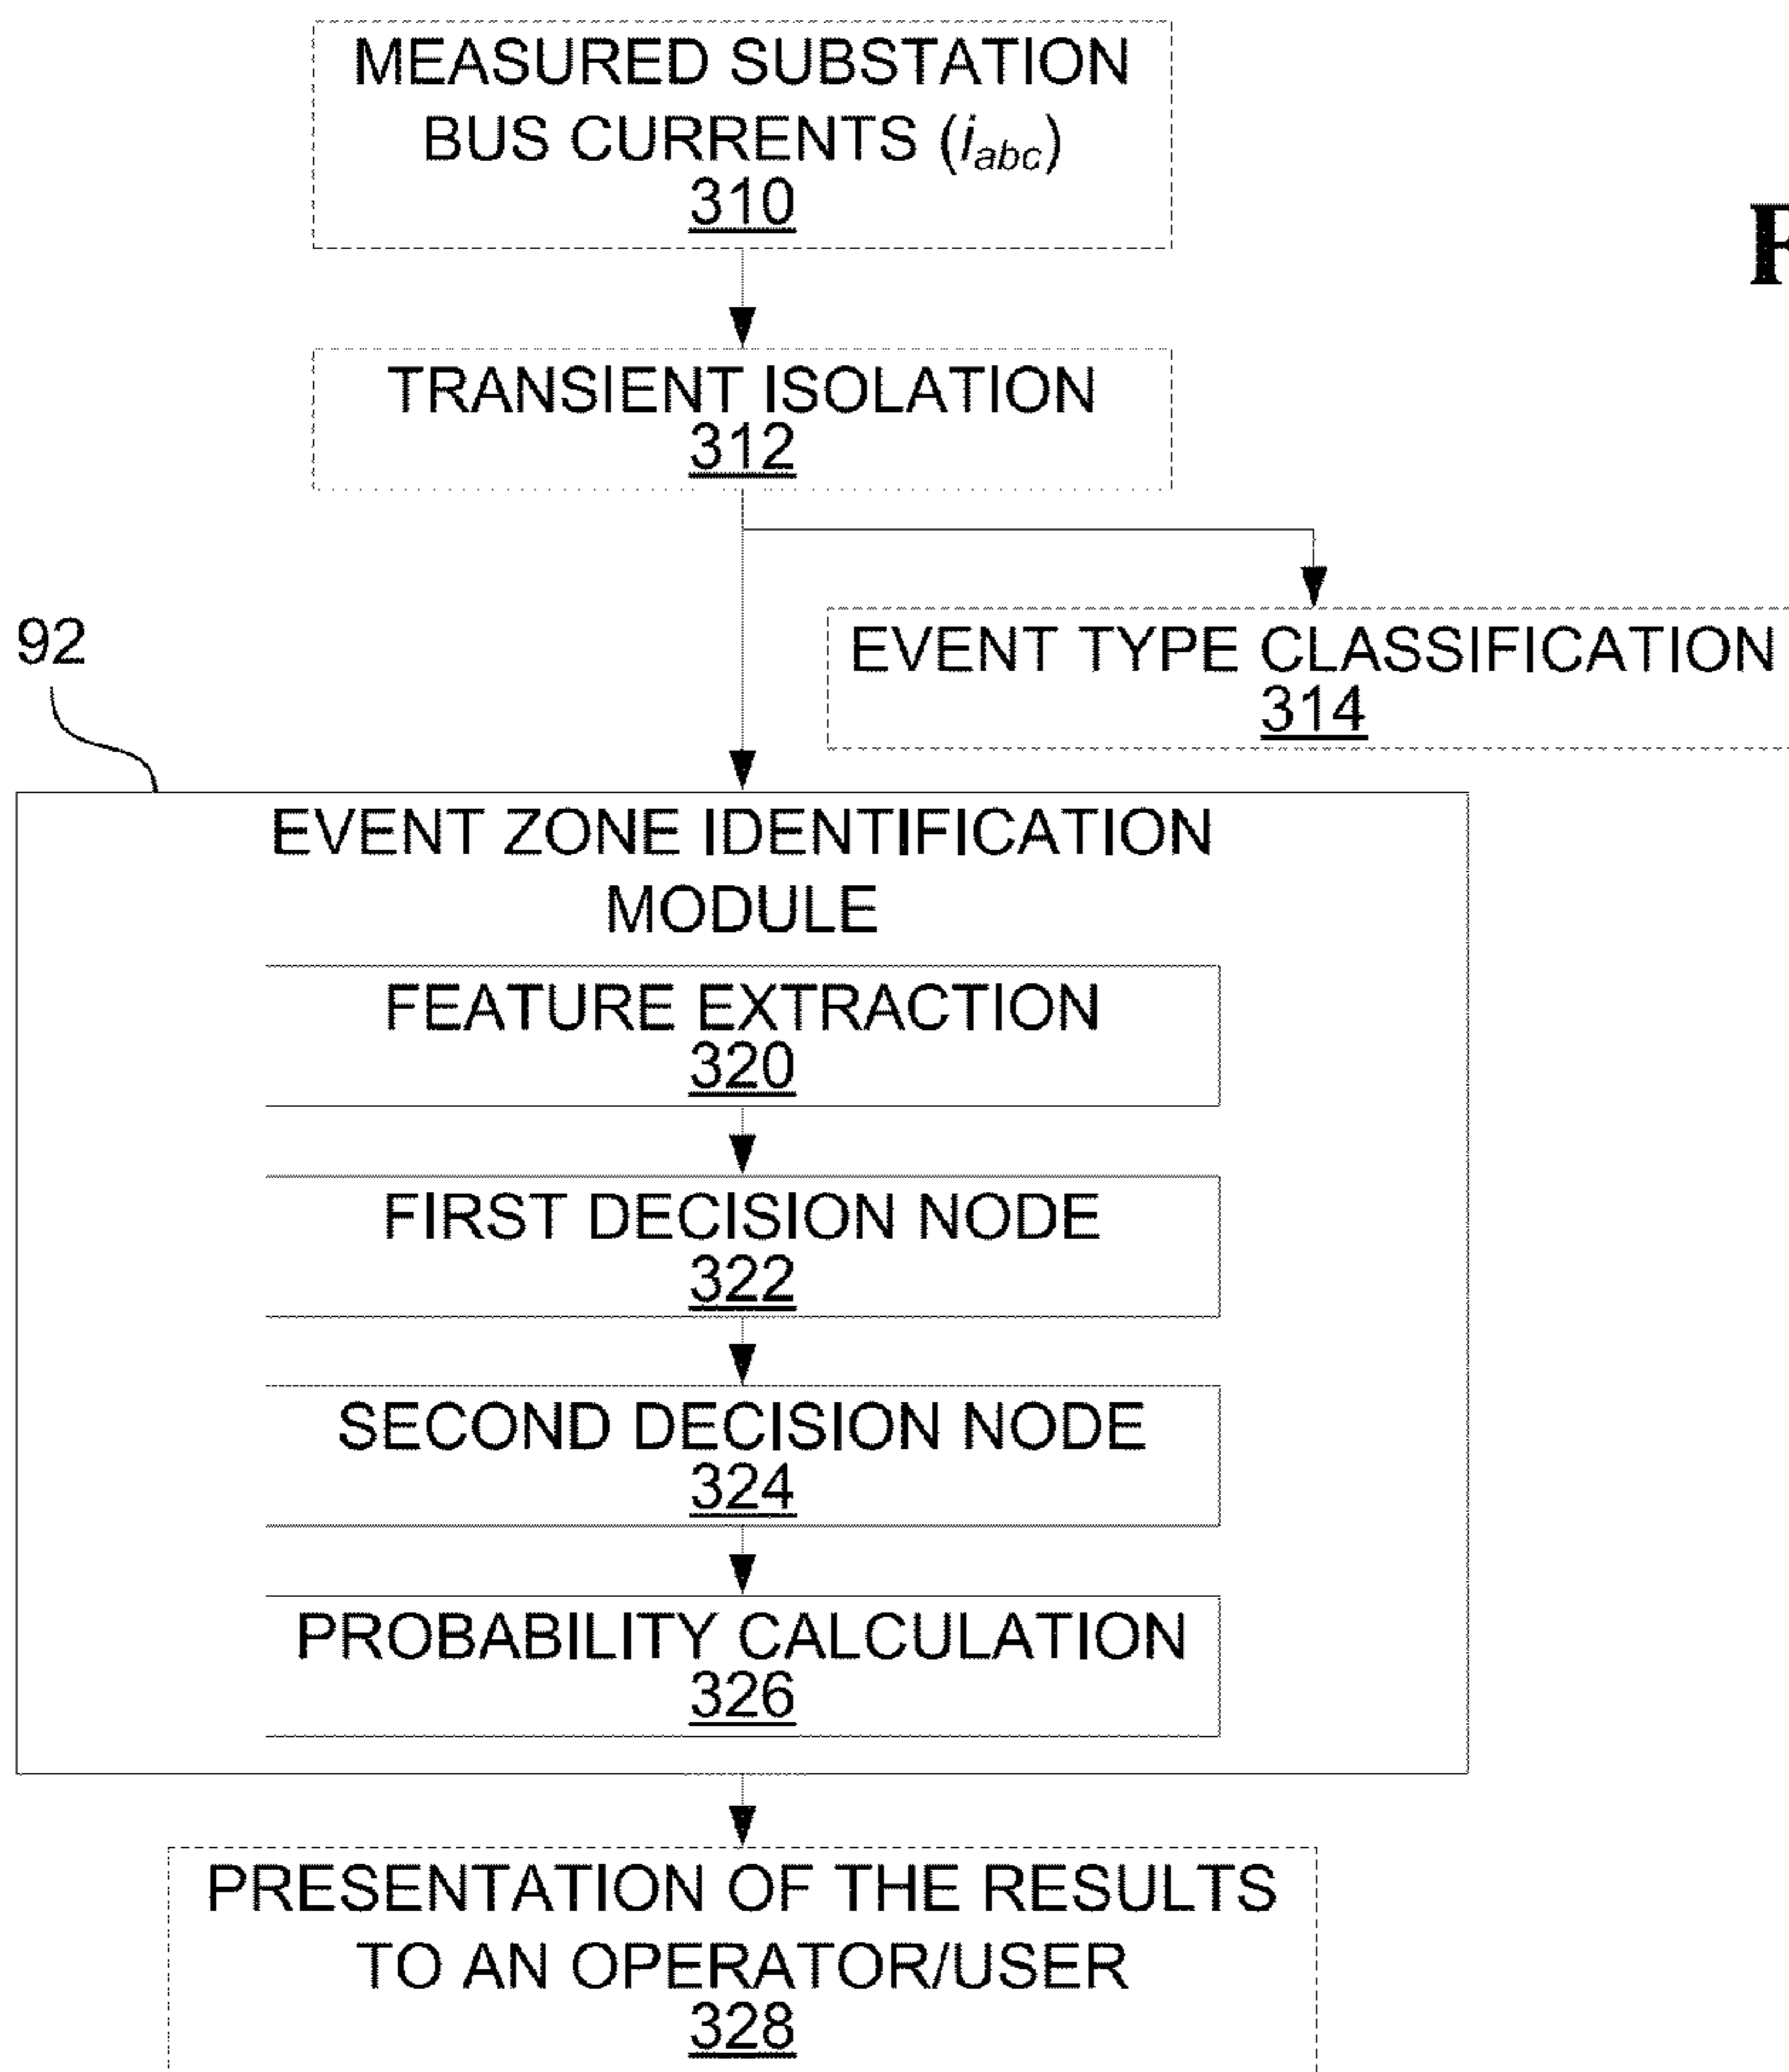 MEASURED SUBSTATION
BUS CURRENTS (iabc)
310
TRANSIENT ISOLATION
312
EVENT TYPE CLASSIFICATION
314
92
EVENT ZONE IDENTIFICATION
MODULE
FEATURE EXTRACTION
320
FIRST DECISION NODE
322
SECOND DECISION NODE
324
PROBABILITY CALCULATION
326
PRESENTATION OF THE RESULTS
TO AN OPERATOR/USER
328